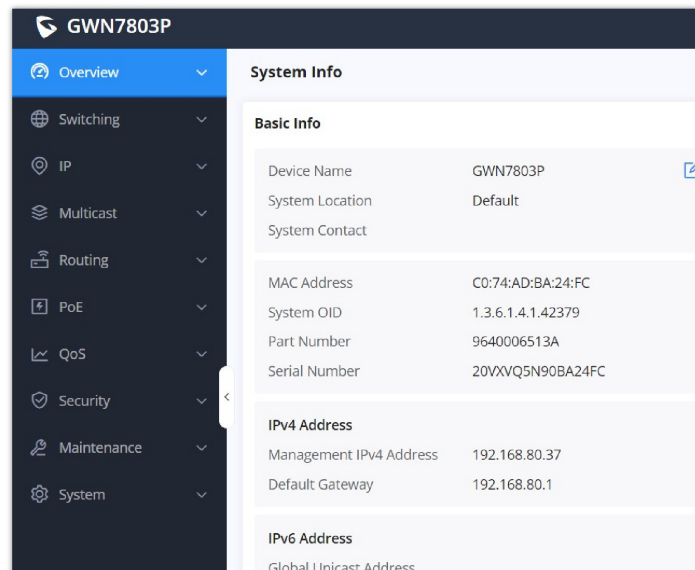 GWN7803P
Overview
Switching
IP
Multicast
Routing
PoE
QoS
Security
Maintenance
System
System Info
Basic Info
Device Name GWN7803P
System Location Default
System Contact
MAC Address C0:74:AD:BA:24:FC
System OID 1.3.6.1.4.1.42379
Part Number 9640006513A
Serial Number 20VXVQ5N90BA24FC
IPv4 Address
Management IPv4 Address 192.168.80.37
Default Gateway 192.168.80.1
IPv6 Address
Global Unicast Address